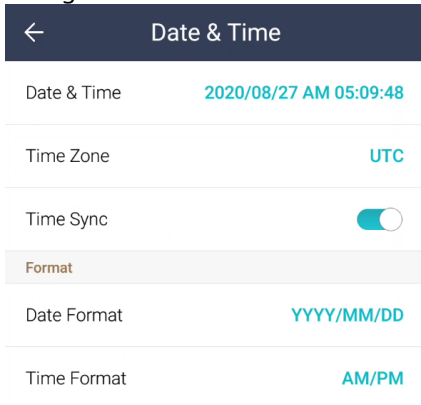 Date & Time
Date & Time 2020/08/27 AM 05:09:48
Time Zone UTC
Time Sync
Format
Date Format YYYY/MM/DD
Time Format AM/PM